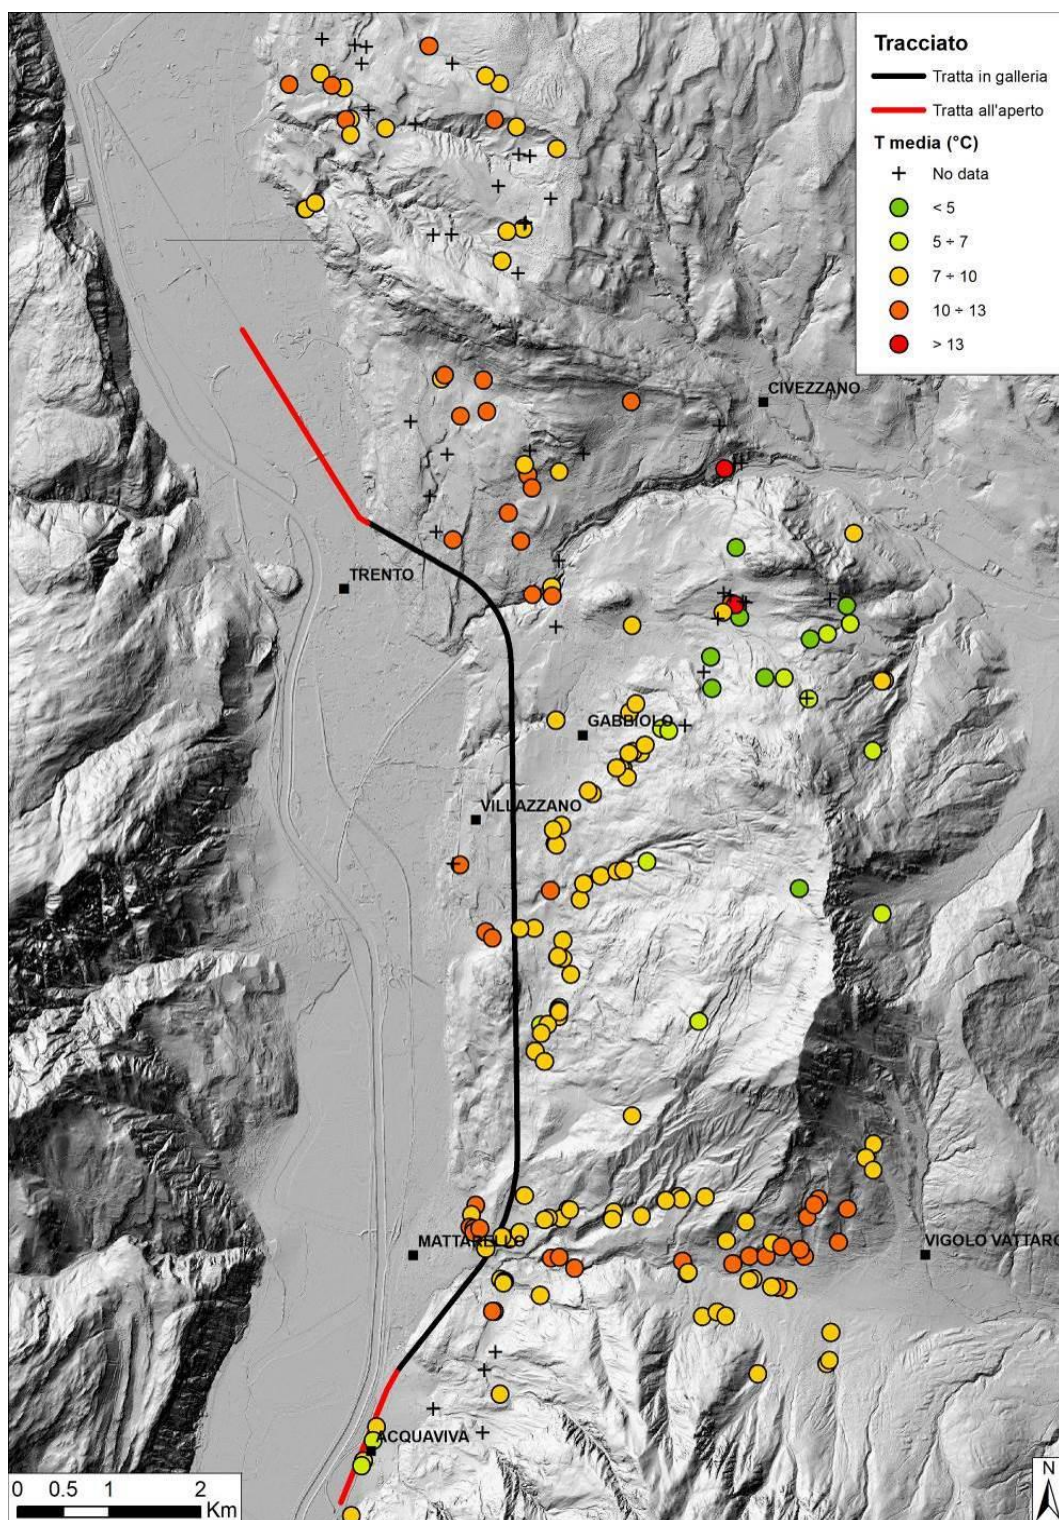 Tracciato
Tratta in galleria
Tratta all'aperto
T media (°C)
No data
< 5
5 ÷ 7
7 ÷ 10
10 ÷ 13
> 13
CIVEZZANO
TRENTO
GABBIOLO
VILLAZZANO
MATTARELLO
VIGOLO VATTARO
ACQUAVIVA
0 0.5 1 2
Km
N